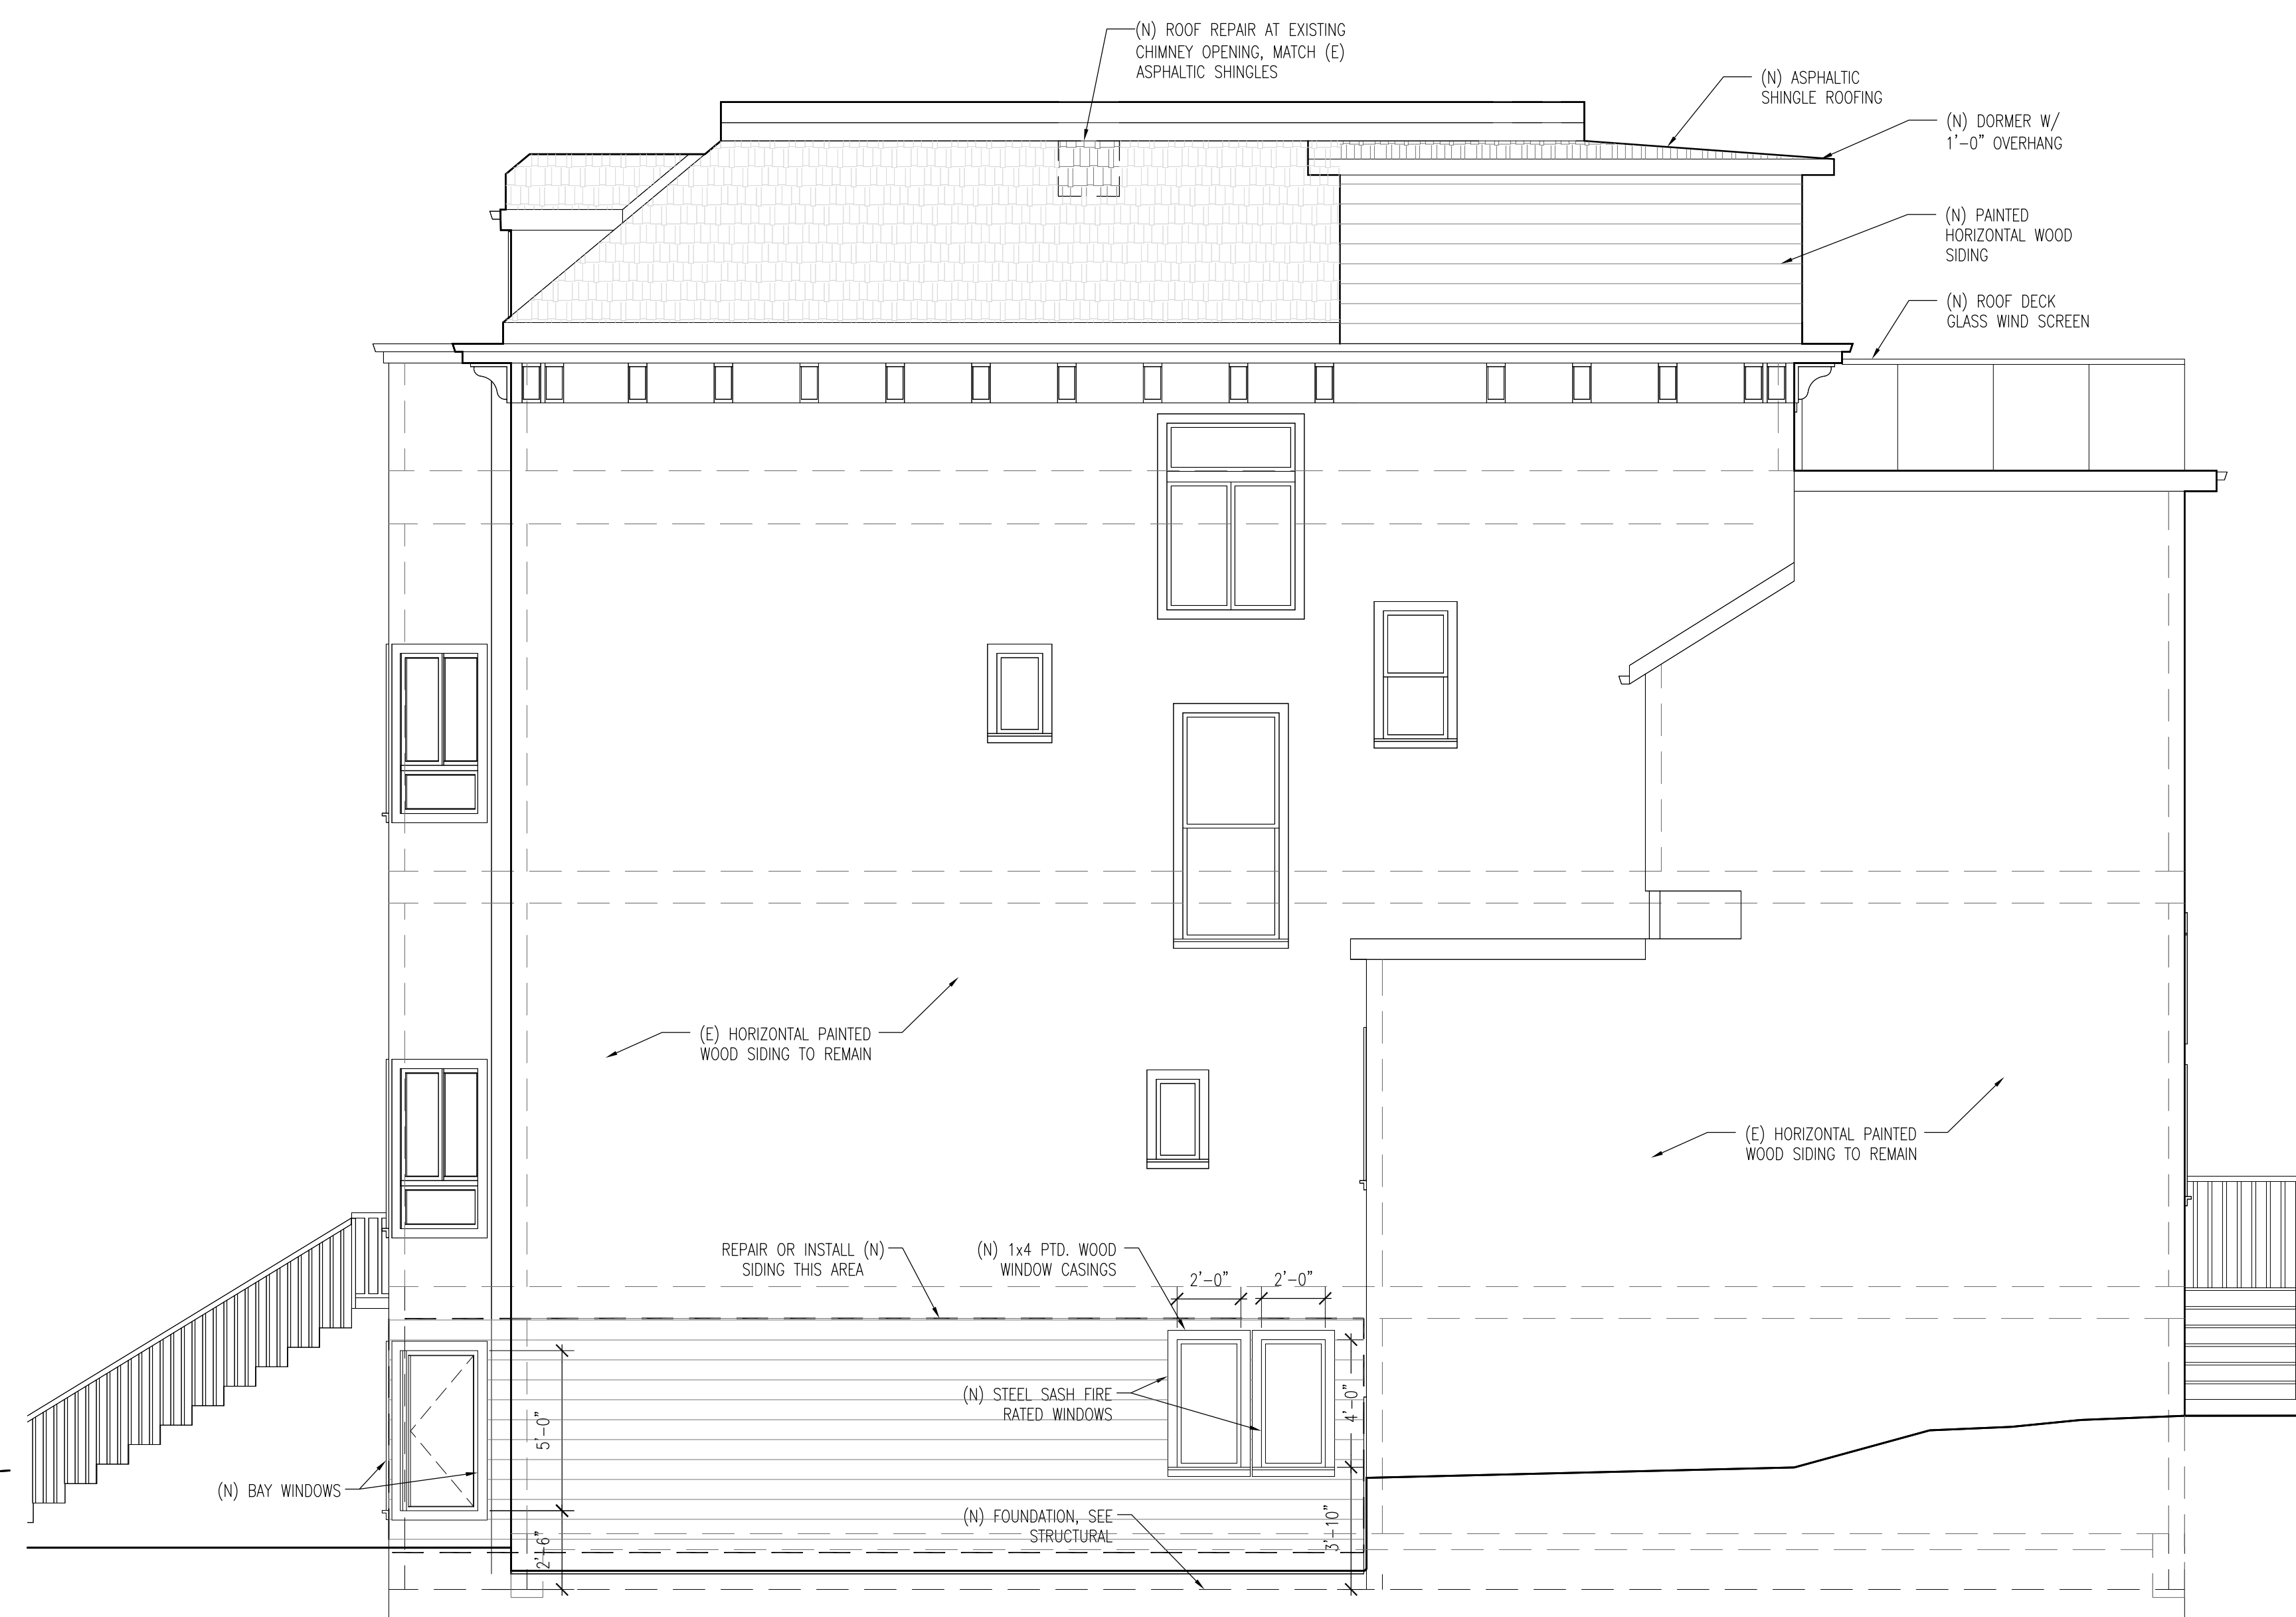 (N) ROOF REPAIR AT EXISTING
CHIMNEY OPENING, MATCH (E)
ASPHALTIC SHINGLES
(N) ASPHALTIC
SHINGLE ROOFING
(N) DORMER W/
1'-0" OVERHANG
(N) PAINTED
HORIZONTAL WOOD
SIDING
(N) ROOF DECK
GLASS WIND SCREEN
(E) HORIZONTAL PAINTED
WOOD SIDING TO REMAIN
(E) HORIZONTAL PAINTED
WOOD SIDING TO REMAIN
REPAIR OR INSTALL (N)
SIDING THIS AREA
(N) 1x4 PTD. WOOD
WINDOW CASINGS
2'-0"
2'-0"
(N) STEEL SASH FIRE
RATED WINDOWS
4'-0"
5'-0"
(N) BAY WINDOWS
(N) FOUNDATION, SEE
STRUCTURAL
3'-10"
2'-6"